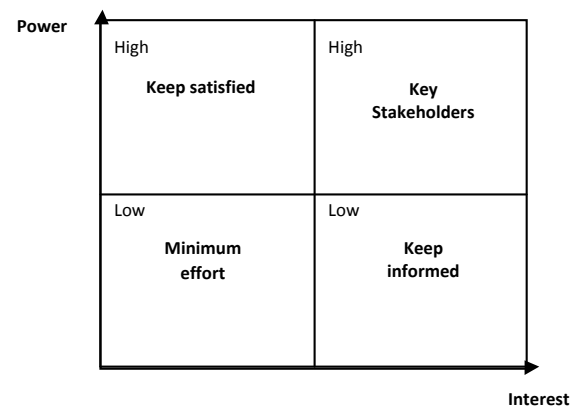 Power
High
High
Keep satisfied
Key
Stakeholders
Low
Low
Minimum
effort
Keep
informed
Interest